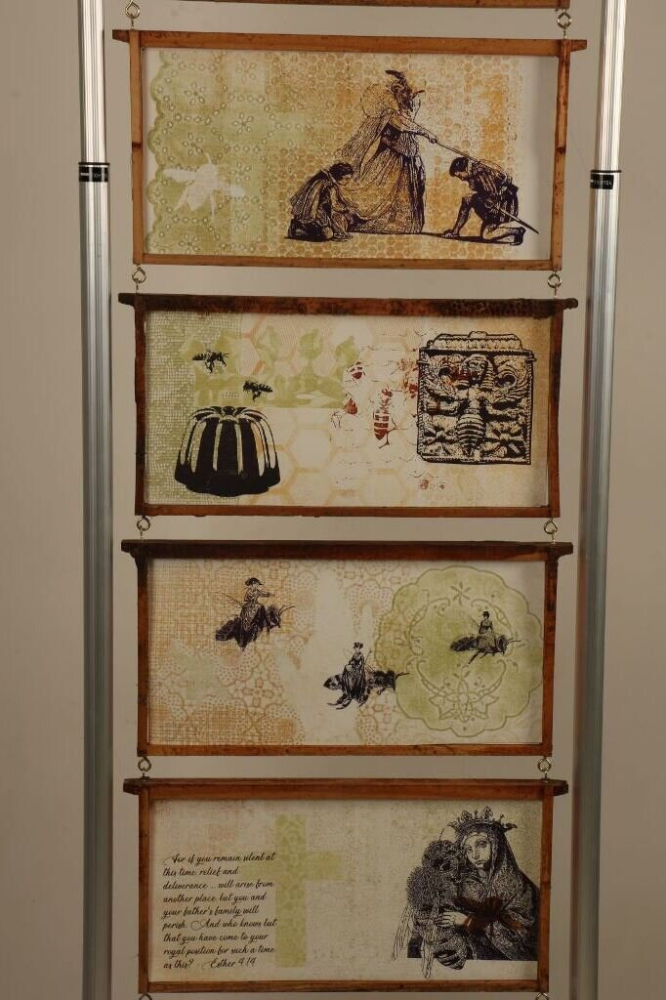 For if you remain silent at
this time, relief and
deliverance ... will arise from
another place, but you and
your father's family will
perish. And who knows but
that you have come to your
royal position for such a time
as this? Esther 4:14